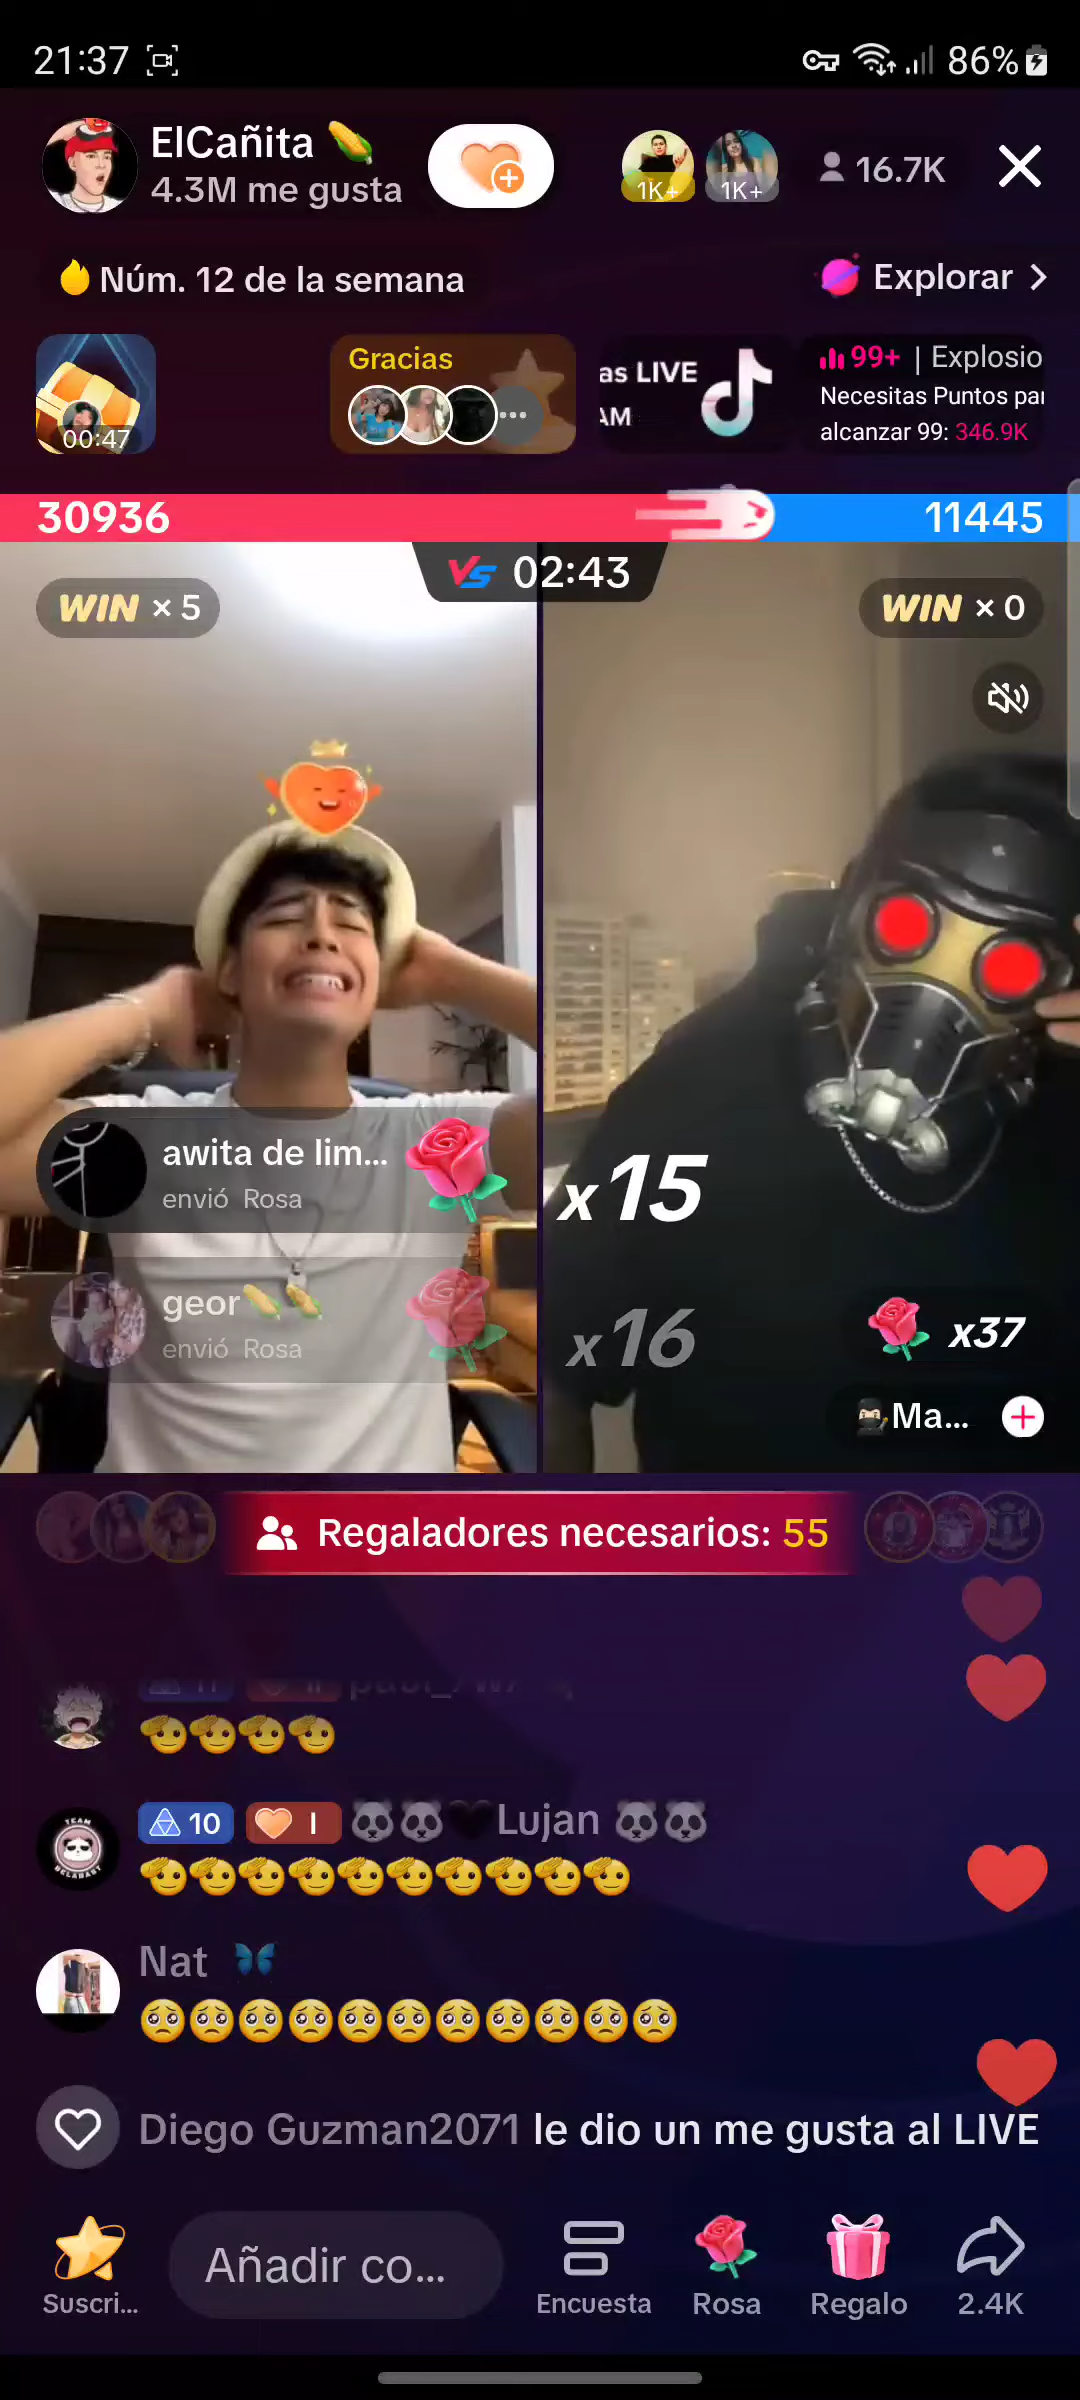 21:37
86%
ElCañita
4.3M me gusta
1K+
1K+
16.7K
Núm. 12 de la semana
Explorar
00:47
Gracias
as LIVE
AM
99+ | Explosio
Necesitas Puntos par
alcanzar 99: 346.9K
30936
11445
VS 02:43
WIN × 5
WIN × 0
awita de lim...
envió Rosa
x15
geor
envió Rosa
x16
x37
Ma...
Regaladores necesarios: 55
10
I
Lujan
Nat
Diego Guzman2071 le dio un me gusta al LIVE
Suscri...
Añadir co...
Encuesta
Rosa
Regalo
2.4K